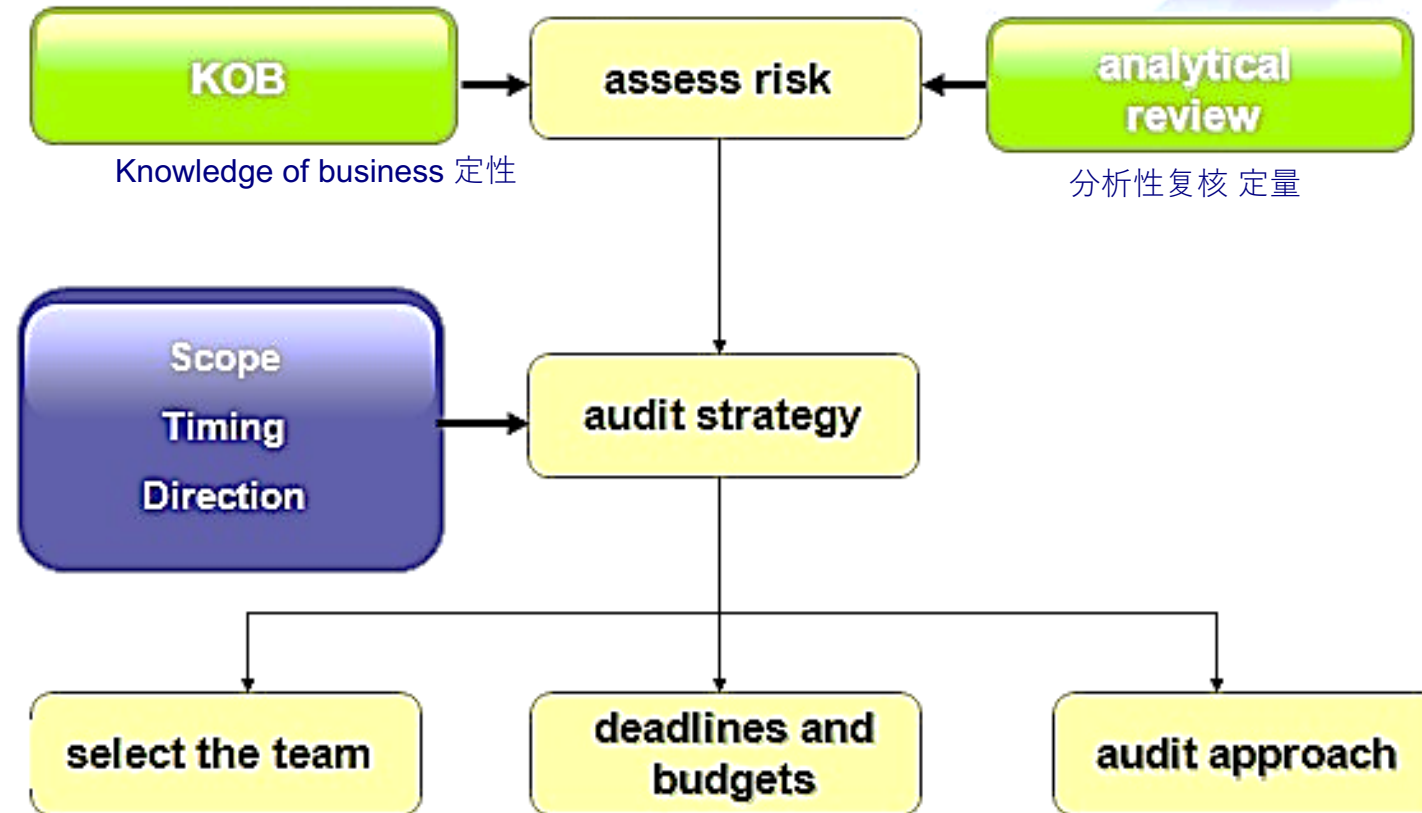 KOB
assess risk
analytical
review
Knowledge of business 定性
分析性复核 定量
Scope
Timing
Direction
audit strategy
select the team
deadlines and
budgets
audit approach